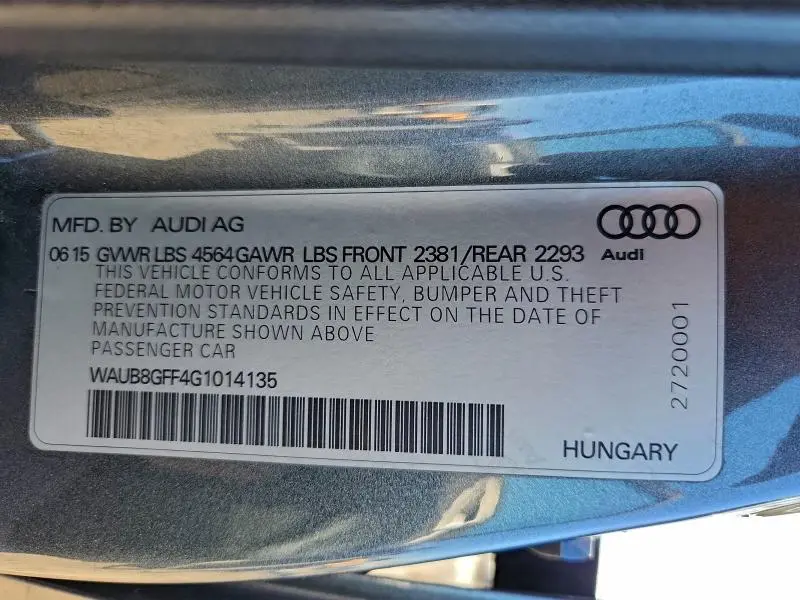 MFD. BY AUDI AG
06 15 GVWR LBS 4564 GAWR LBS FRONT 2381/REAR 2293
Audi
THIS VEHICLE CONFORMS TO ALL APPLICABLE U.S.
FEDERAL MOTOR VEHICLE SAFETY, BUMPER AND THEFT
PREVENTION STANDARDS IN EFFECT ON THE DATE OF
MANUFACTURE SHOWN ABOVE
PASSENGER CAR
WAUB8GFF4G1014135
2720001
HUNGARY